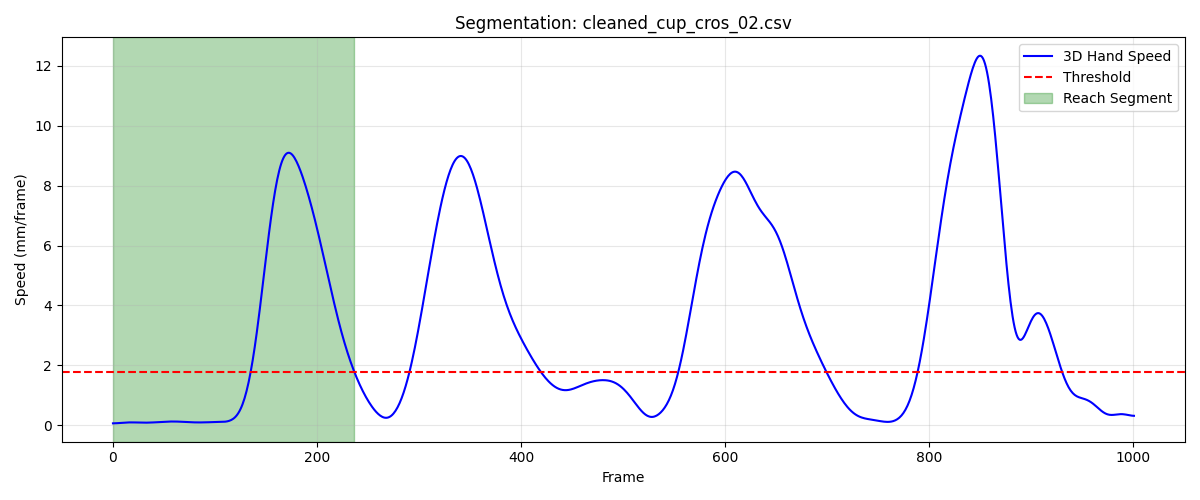 Segmentation: cleaned_cup_cros_02.csv
3D Hand Speed
Threshold
Reach Segment
Speed (mm/frame)
12
10
8
6
4
2
0
0 200 400 600 800 1000
Frame